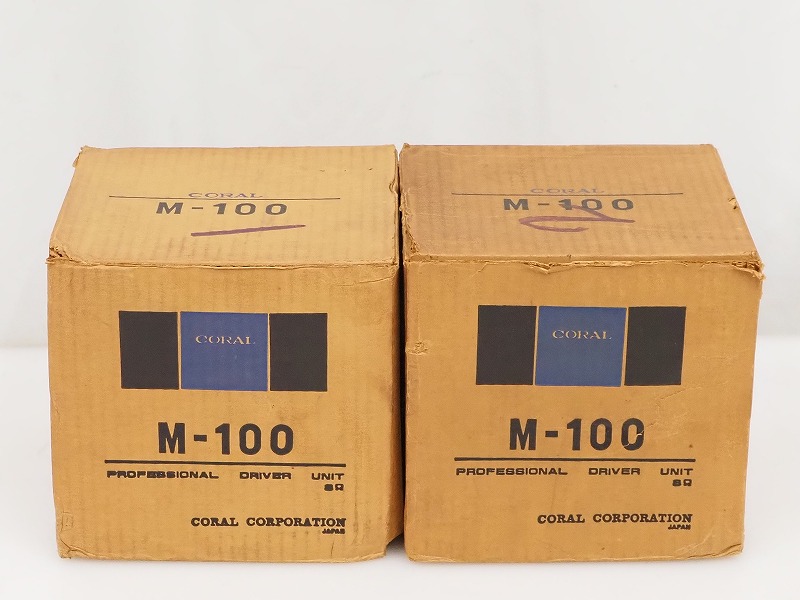 CORAL
M-100
CORAL
M-100
PROFESSIONAL DRIVER UNIT
8Ω
CORAL CORPORATION
JAPAN
CORAL
M-100
2
CORAL
M-100
PROFESSIONAL DRIVER UNIT
8Ω
CORAL CORPORATION
JAPAN